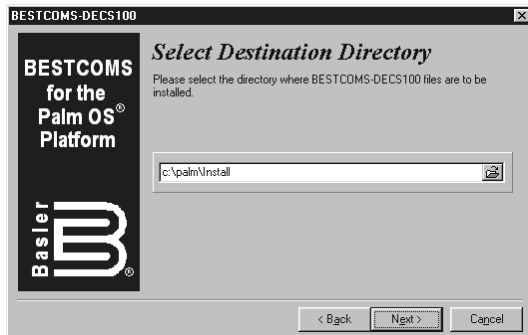 BESTCOMS-DECS100
BESTCOMS
for the
Palm OS®
Platform
Basler
®
Select Destination Directory
Please select the directory where BESTCOMS-DECS100 files are to be
installed.
c:\palm\Install
< Back
Next >
Cancel